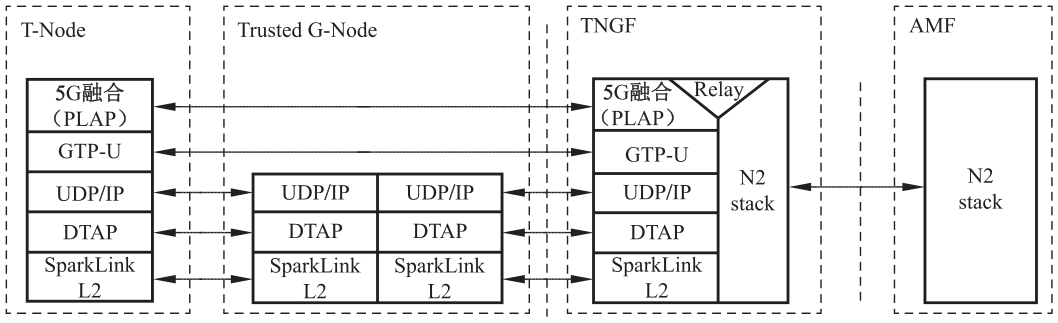 T-Node
Trusted G-Node
TNGF
AMF
5G融合
（PLAP）
GTP-U
UDP/IP
DTAP
SparkLink
L2
UDP/IP
UDP/IP
DTAP
DTAP
SparkLink
L2
SparkLink
L2
5G融合
（PLAP）
Relay
GTP-U
UDP/IP
DTAP
SparkLink
L2
N2
stack
N2
stack